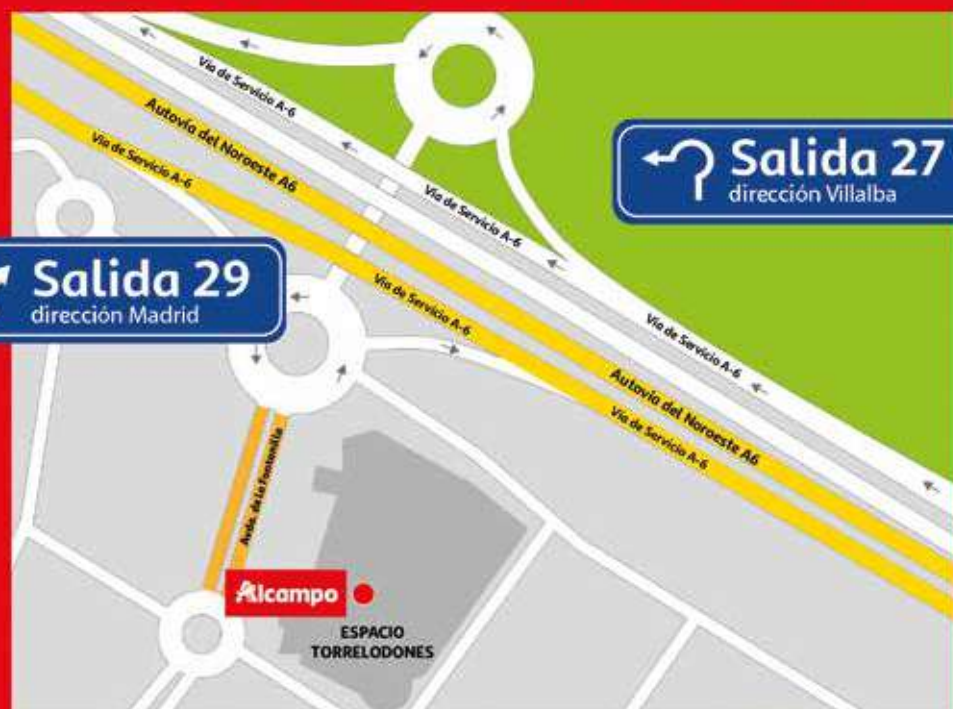 Vía de Servicio A-6
Autovía del Noroeste A6
Vía de Servicio A-6
Vía de Servicio A-6
Salida 27
dirección Villalba
Salida 29
dirección Madrid
Vía de Servicio A-6
Vía de Servicio A-6
Autovía del Noroeste A6
Vía de Servicio A-6
Avda. de La Fontanilla
Alcampo
ESPACIO
TORRELODONES